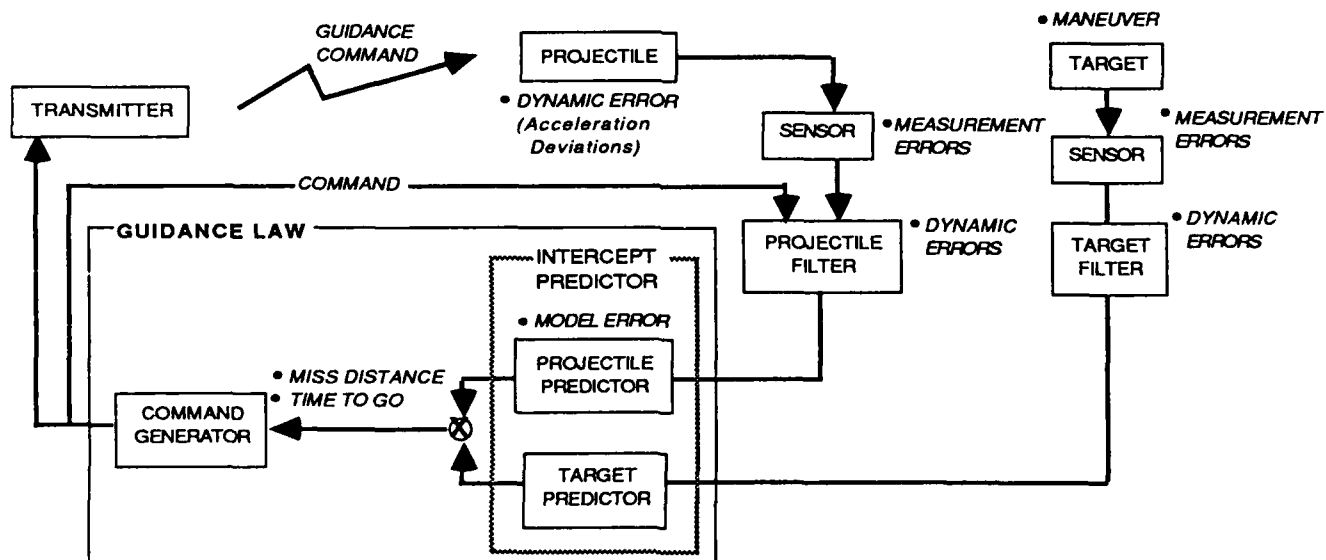 GUIDANCE
COMMAND
TRANSMITTER
PROJECTILE
• DYNAMIC ERROR
(Acceleration
Deviations)
SENSOR
• MEASUREMENT
ERRORS
• MANEUVER
TARGET
SENSOR
• MEASUREMENT
ERRORS
COMMAND
PROJECTILE
FILTER
• DYNAMIC
ERRORS
TARGET
FILTER
• DYNAMIC
ERRORS
GUIDANCE LAW
INTERCEPT
PREDICTOR
• MODEL ERROR
PROJECTILE
PREDICTOR
• MISS DISTANCE
• TIME TO GO
COMMAND
GENERATOR
TARGET
PREDICTOR